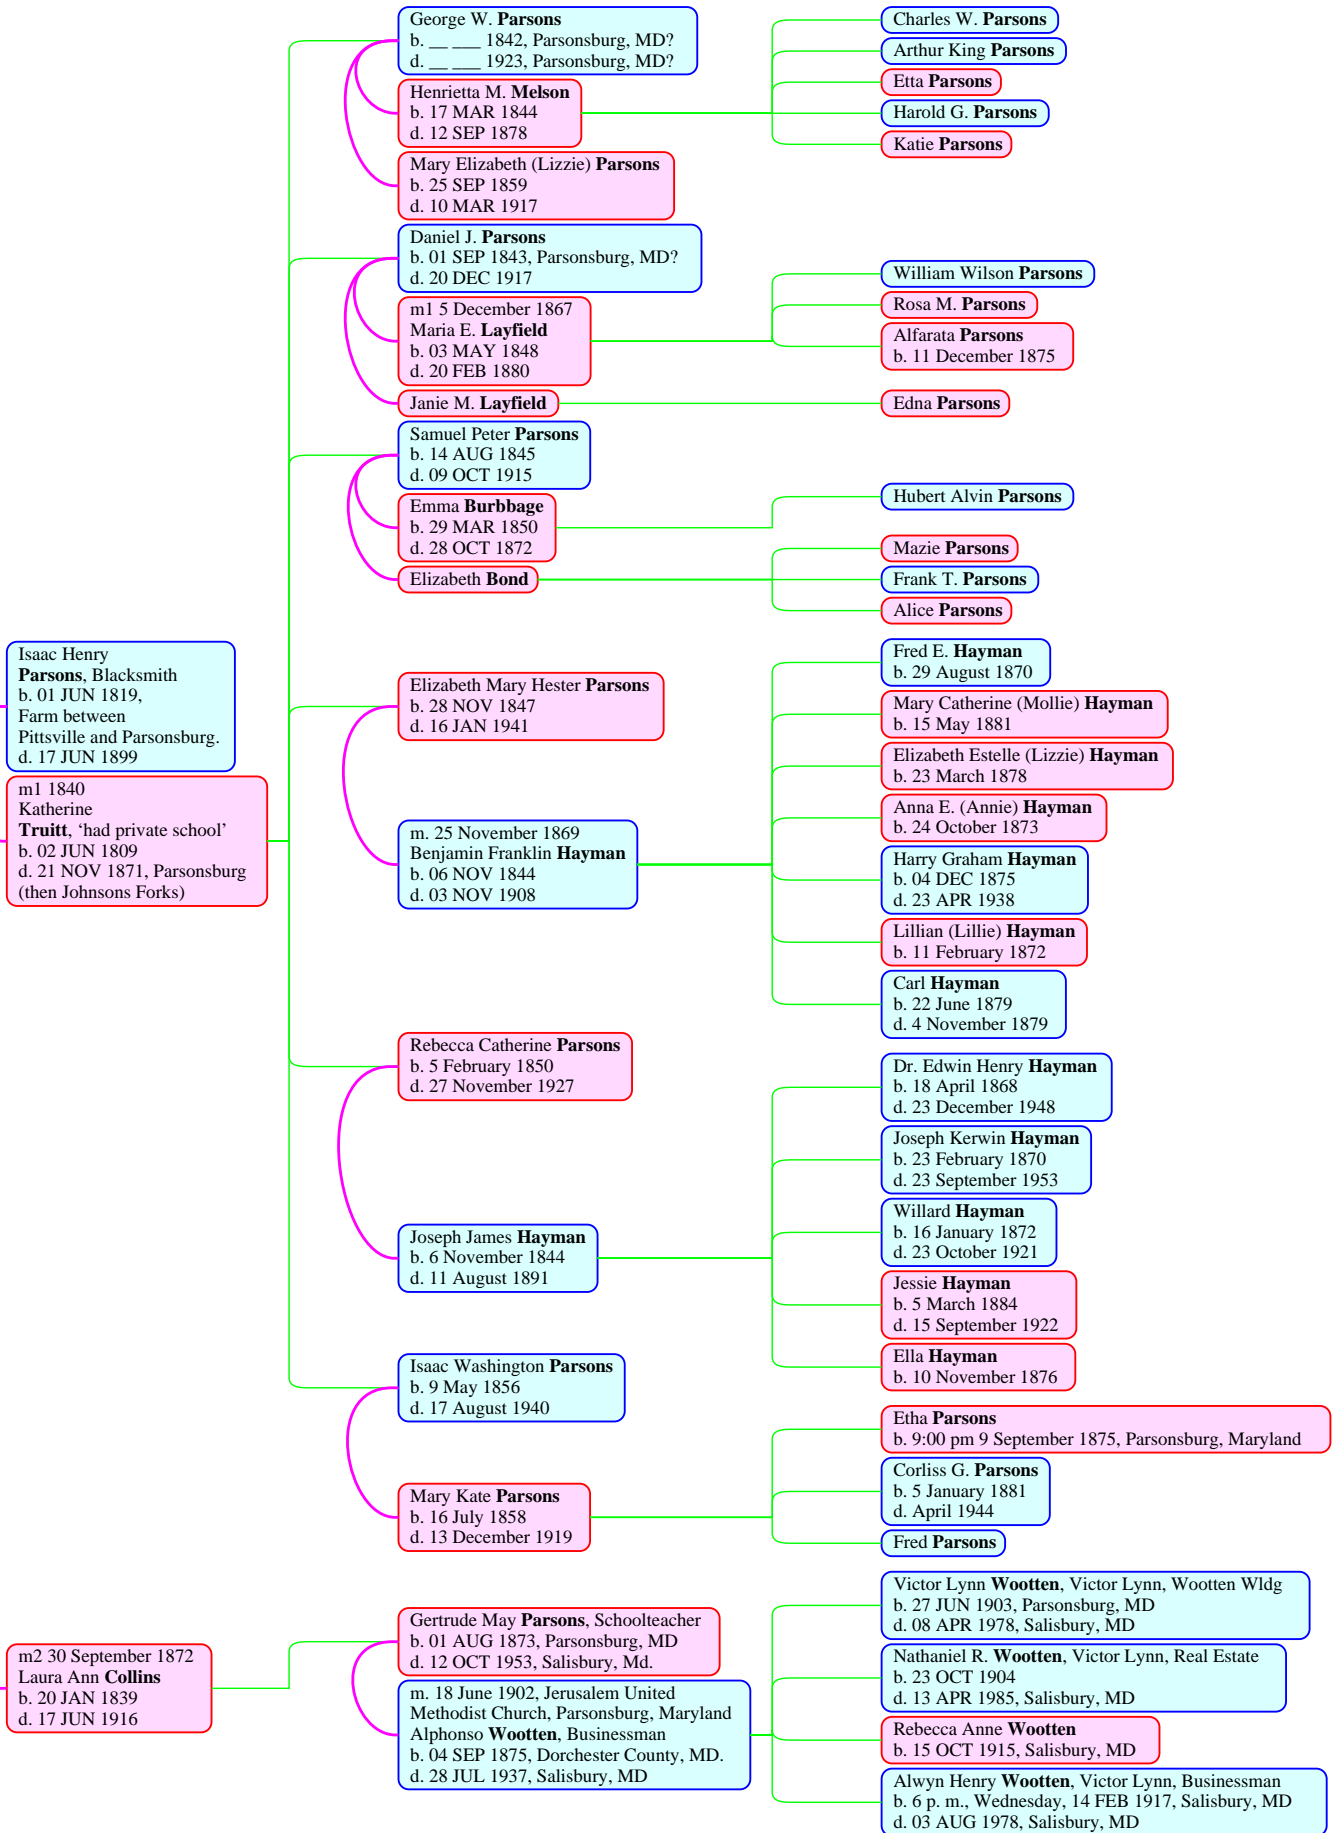 George W. Parsons
b. __ ___ 1842, Parsonsburg, MD?
d. __ ___ 1923, Parsonsburg, MD?
Henrietta M. Melson
b. 17 MAR 1844
d. 12 SEP 1878
Mary Elizabeth (Lizzie) Parsons
b. 25 SEP 1859
d. 10 MAR 1917
Charles W. Parsons
Arthur King Parsons
Etta Parsons
Harold G. Parsons
Katie Parsons
Daniel J. Parsons
b. 01 SEP 1843, Parsonsburg, MD?
d. 20 DEC 1917
m1 5 December 1867
Maria E. Layfield
b. 03 MAY 1848
d. 20 FEB 1880
Janie M. Layfield
William Wilson Parsons
Rosa M. Parsons
Alfarata Parsons
b. 11 December 1875
Edna Parsons
Samuel Peter Parsons
b. 14 AUG 1845
d. 09 OCT 1915
Emma Burbbage
b. 29 MAR 1850
d. 28 OCT 1872
Elizabeth Bond
Hubert Alvin Parsons
Mazie Parsons
Frank T. Parsons
Alice Parsons
Isaac Henry
Parsons, Blacksmith
b. 01 JUN 1819,
Farm between
Pittsville and Parsonsburg.
d. 17 JUN 1899
m1 1840
Katherine
Truitt, ‘had private school’
b. 02 JUN 1809
d. 21 NOV 1871, Parsonsburg
(then Johnsons Forks)
Elizabeth Mary Hester Parsons
b. 28 NOV 1847
d. 16 JAN 1941
m. 25 November 1869
Benjamin Franklin Hayman
b. 06 NOV 1844
d. 03 NOV 1908
Fred E. Hayman
b. 29 August 1870
Mary Catherine (Mollie) Hayman
b. 15 May 1881
Elizabeth Estelle (Lizzie) Hayman
b. 23 March 1878
Anna E. (Annie) Hayman
b. 24 October 1873
Harry Graham Hayman
b. 04 DEC 1875
d. 23 APR 1938
Lillian (Lillie) Hayman
b. 11 February 1872
Carl Hayman
b. 22 June 1879
d. 4 November 1879
Rebecca Catherine Parsons
b. 5 February 1850
d. 27 November 1927
Joseph James Hayman
b. 6 November 1844
d. 11 August 1891
Dr. Edwin Henry Hayman
b. 18 April 1868
d. 23 December 1948
Joseph Kerwin Hayman
b. 23 February 1870
d. 23 September 1953
Willard Hayman
b. 16 January 1872
d. 23 October 1921
Jessie Hayman
b. 5 March 1884
d. 15 September 1922
Ella Hayman
b. 10 November 1876
Isaac Washington Parsons
b. 9 May 1856
d. 17 August 1940
Mary Kate Parsons
b. 16 July 1858
d. 13 December 1919
Etha Parsons
b. 9:00 pm 9 September 1875, Parsonsburg, Maryland
Corliss G. Parsons
b. 5 January 1881
d. April 1944
Fred Parsons
m2 30 September 1872
Laura Ann Collins
b. 20 JAN 1839
d. 17 JUN 1916
Gertrude May Parsons, Schoolteacher
b. 01 AUG 1873, Parsonsburg, MD
d. 12 OCT 1953, Salisbury, Md.
m. 18 June 1902, Jerusalem United
Methodist Church, Parsonsburg, Maryland
Alphonso Wootten, Businessman
b. 04 SEP 1875, Dorchester County, MD.
d. 28 JUL 1937, Salisbury, MD
Victor Lynn Wootten, Victor Lynn, Wootten Wldg
b. 27 JUN 1903, Parsonsburg, MD
d. 08 APR 1978, Salisbury, MD
Nathaniel R. Wootten, Victor Lynn, Real Estate
b. 23 OCT 1904
d. 13 APR 1985, Salisbury, MD
Rebecca Anne Wootten
b. 15 OCT 1915, Salisbury, MD
Alwyn Henry Wootten, Victor Lynn, Businessman
b. 6 p. m., Wednesday, 14 FEB 1917, Salisbury, MD
d. 03 AUG 1978, Salisbury, MD